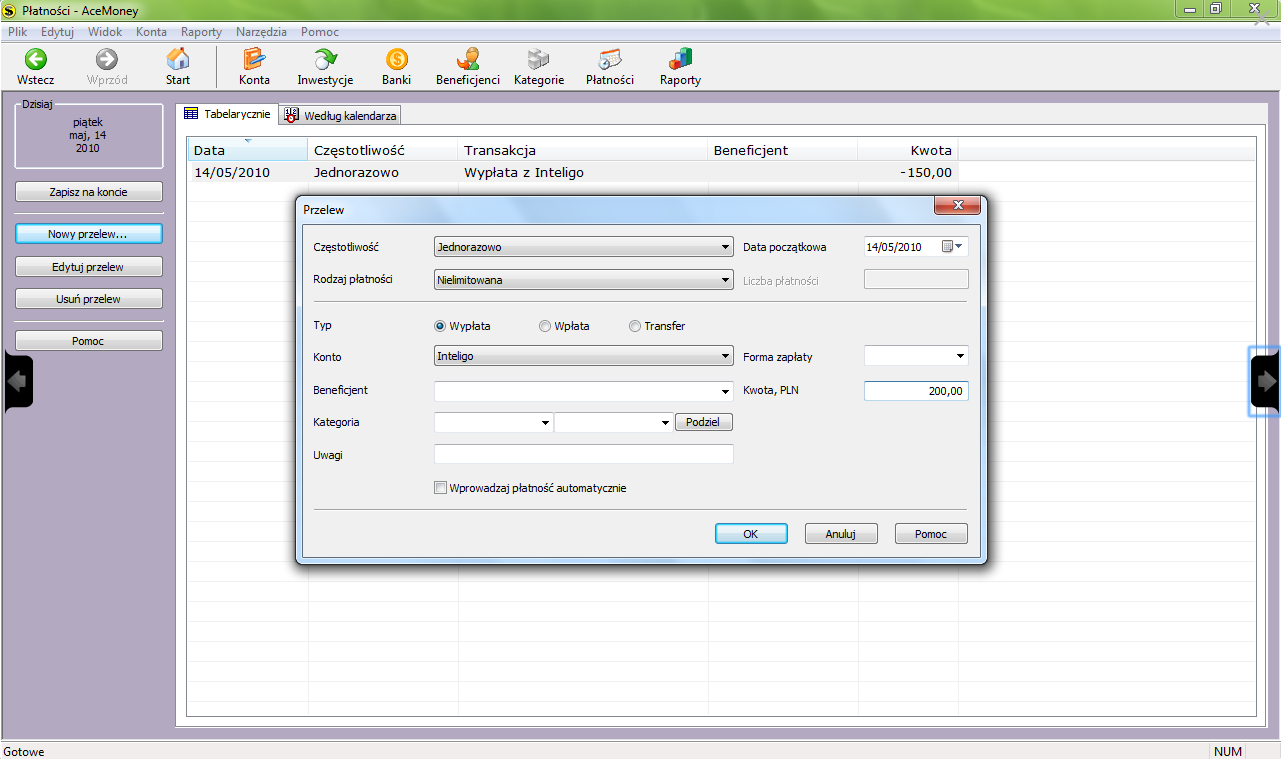 Płatności - AceMoney
Plik Edytuj Widok Konta Raporty Narzędzia Pomoc
Wstecz Wprzód Start Konta Inwestycje Banki Beneficjenci Kategorie Płatności Raporty
Dzisiaj
piątek
maj, 14
2010
Zapisz na koncie
Nowy przelew...
Edytuj przelew
Usuń przelew
Pomoc
Tabelarycznie Według kalendarza
Data Częstotliwość Transakcja Beneficjent Kwota
14/05/2010 Jednorazowo Wypłata z Inteligo -150,00
Przelew
Częstotliwość Jednorazowo Data początkowa 14/05/2010
Rodzaj płatności Nielimitowana Liczba płatności
Typ Wypłata Wpłata Transfer
Konto Inteligo Forma zapłaty
Beneficjent Kwota, PLN 200,00
Kategoria Podziel
Uwagi
Wprowadzaj płatność automatycznie
OK Anuluj Pomoc
Gotowe NUM